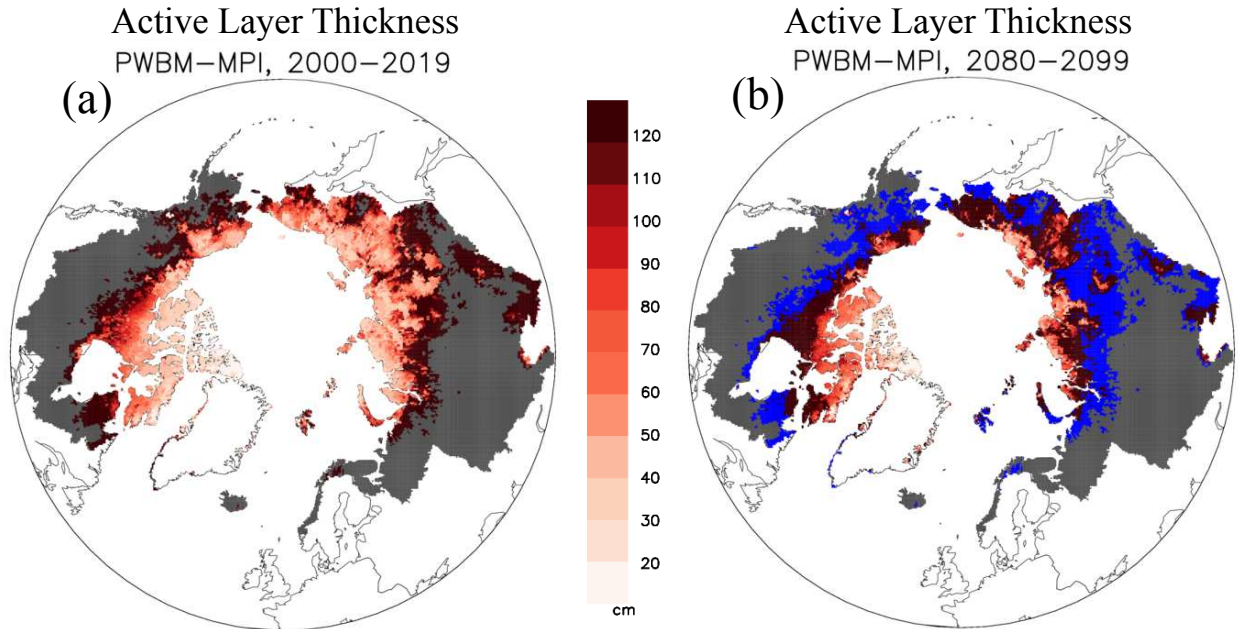 Active Layer Thickness
PWBM-MPI, 2000-2019
(a)
120
110
100
90
80
70
60
50
40
30
20
cm
Active Layer Thickness
PWBM-MPI, 2080-2099
(b)